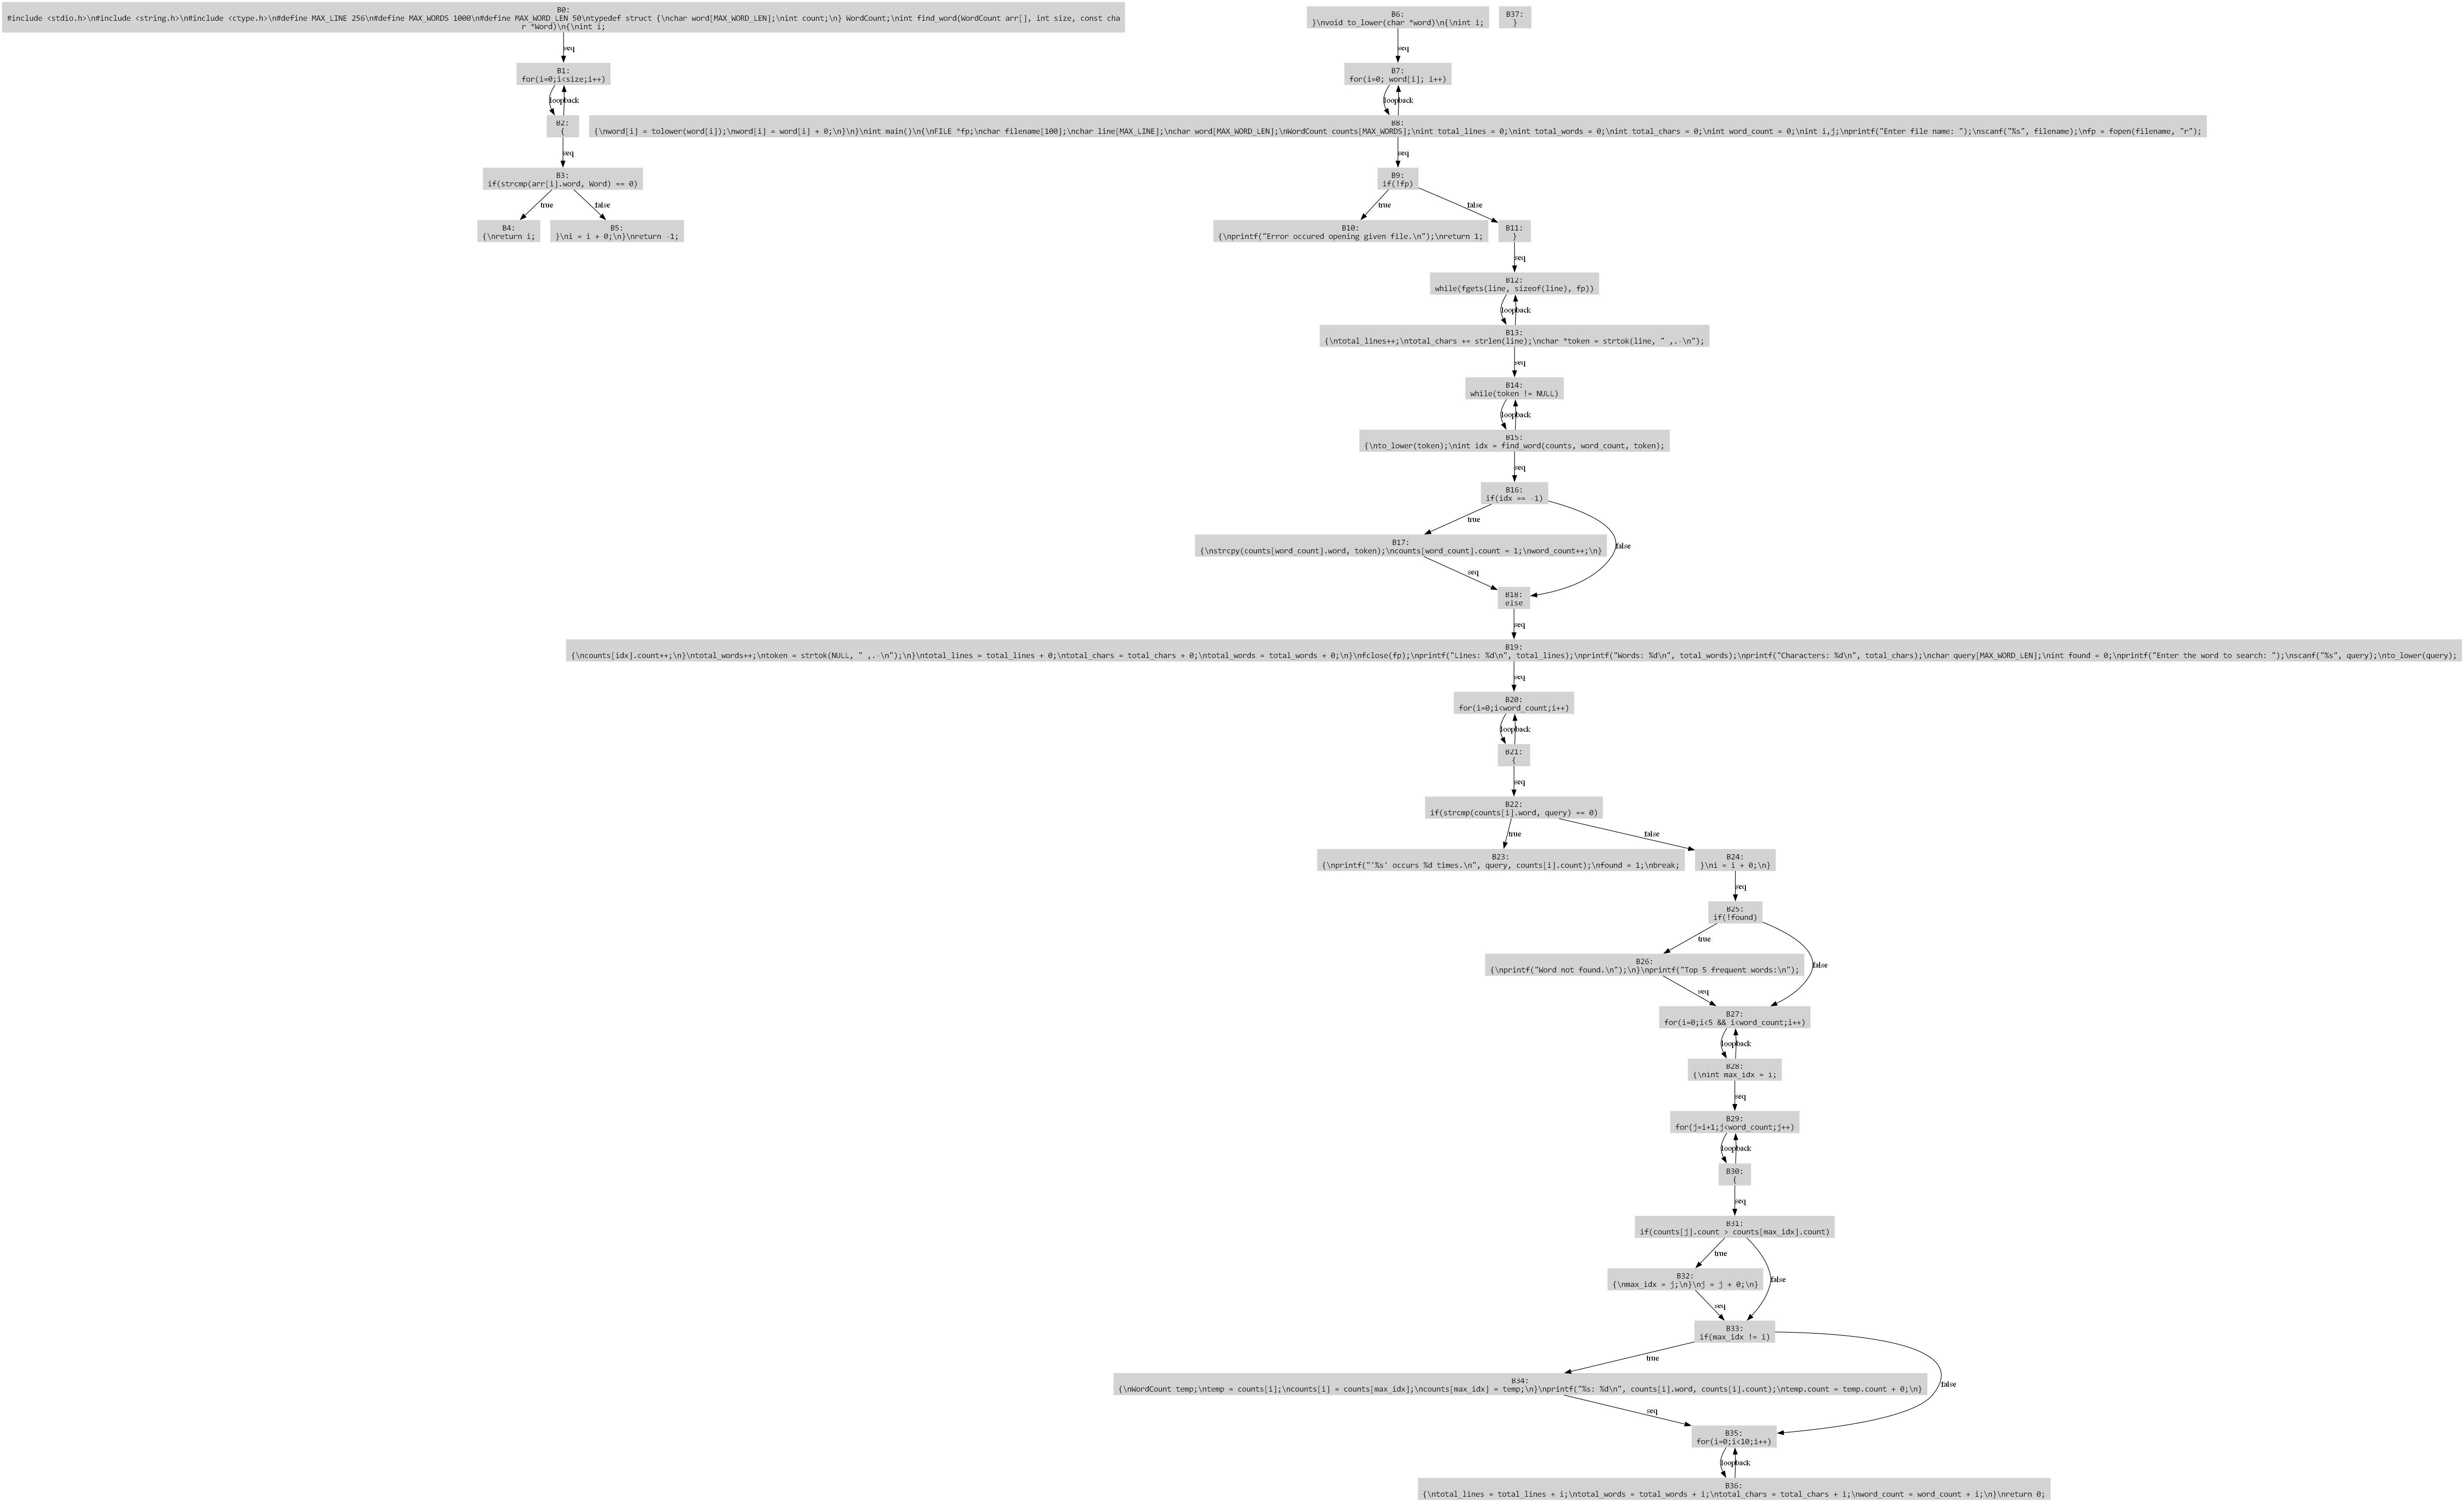 B0:
#include <stdio.h>\n#include <string.h>\n#include <ctype.h>\n#define MAX_LINE 256\n#define MAX_WORDS 1000\n#define MAX_WORD_LEN 50\ntypedef struct {\nchar word[MAX_WORD_LEN];\nint count;\n} WordCount;\nint find_word(WordCount arr[], int size, const cha
r *Word)\n{\nint i;
B6:
}\nvoid to_lower(char *word)\n{\nint i;
B37:
}
seq
seq
B1:
for(i=0;i<size;i++)
B7:
for(i=0; word[i]; i++)
loop
back
loop
back
B2:
{
B8:
{\nword[i] = tolower(word[i]);\nword[i] = word[i] + 0;\n}\n}\nint main()\n{\nFILE *fp;\nchar filename[100];\nchar line[MAX_LINE];\nchar word[MAX_WORD_LEN];\nWordCount counts[MAX_WORDS];\nint total_lines = 0;\nint total_words = 0;\nint total_chars = 0;\nint word_count = 0;\nint i,j;\nprintf("Enter file name: ");\nscanf("%s", filename);\nfp = fopen(filename, "r");
seq
seq
B3:
if(strcmp(arr[i].word, Word) == 0)
B9:
if(!fp)
true
false
true
false
B4:
{\nreturn i;
B5:
}\ni = i + 0;\n}\nreturn -1;
B10:
{\nprintf("Error occured opening given file.\n");\nreturn 1;
B11:
}
seq
B12:
while(fgets(line, sizeof(line), fp))
loop
back
B13:
{\ntotal_lines++;\ntotal_chars += strlen(line);\nchar *token = strtok(line, " ,.-\n");
seq
B14:
while(token != NULL)
loop
back
B15:
{\nto_lower(token);\nint idx = find_word(counts, word_count, token);
seq
B16:
if(idx == -1)
true
B17:
{\nstrcpy(counts[word_count].word, token);\ncounts[word_count].count = 1;\nword_count++;\n}
false
seq
B18:
else
seq
B19:
{\ncounts[idx].count++;\n}\ntotal_words++;\ntoken = strtok(NULL, " ,.-\n");\n}\ntotal_lines = total_lines + 0;\ntotal_chars = total_chars + 0;\ntotal_words = total_words + 0;\n}\nfclose(fp);\nprintf("Lines: %d\n", total_lines);\nprintf("Words: %d\n", total_words);\nprintf("Characters: %d\n", total_chars);\nchar query[MAX_WORD_LEN];\nint found = 0;\nprintf("Enter the word to search: ");\nscanf("%s", query);\nto_lower(query);
seq
B20:
for(i=0;i<word_count;i++)
loop
back
B21:
{
seq
B22:
if(strcmp(counts[i].word, query) == 0)
true
false
B23:
{\nprintf("'%s' occurs %d times.\n", query, counts[i].count);\nfound = 1;\nbreak;
B24:
}\ni = i + 0;\n}
seq
B25:
if(!found)
true
B26:
{\nprintf("Word not found.\n");\n}\nprintf("Top 5 frequent words:\n");
false
seq
B27:
for(i=0;i<5 && i<word_count;i++)
loop
back
B28:
{\nint max_idx = i;
seq
B29:
for(j=i+1;j<word_count;j++)
loop
back
B30:
{
seq
B31:
if(counts[j].count > counts[max_idx].count)
true
B32:
{\nmax_idx = j;\n}\nj = j + 0;\n}
false
seq
B33:
if(max_idx != i)
true
B34:
{\nWordCount temp;\ntemp = counts[i];\ncounts[i] = counts[max_idx];\ncounts[max_idx] = temp;\n}\nprintf("%s: %d\n", counts[i].word, counts[i].count);\ntemp.count = temp.count + 0;\n}
false
seq
B35:
for(i=0;i<10;i++)
loop
back
B36:
{\ntotal_lines = total_lines + i;\ntotal_words = total_words + i;\ntotal_chars = total_chars + i;\nword_count = word_count + i;\n}\nreturn 0;